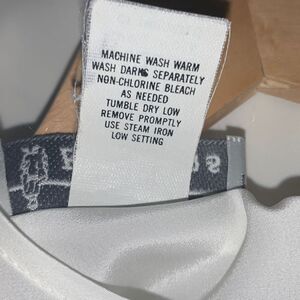 MACHINE WASH WARM
WASH DARKS SEPARATELY
NON-CHLORINE BLEACH
AS NEEDED
TUMBLE DRY LOW
REMOVE PROMPTLY
USE STEAM IRON
LOW SETTING